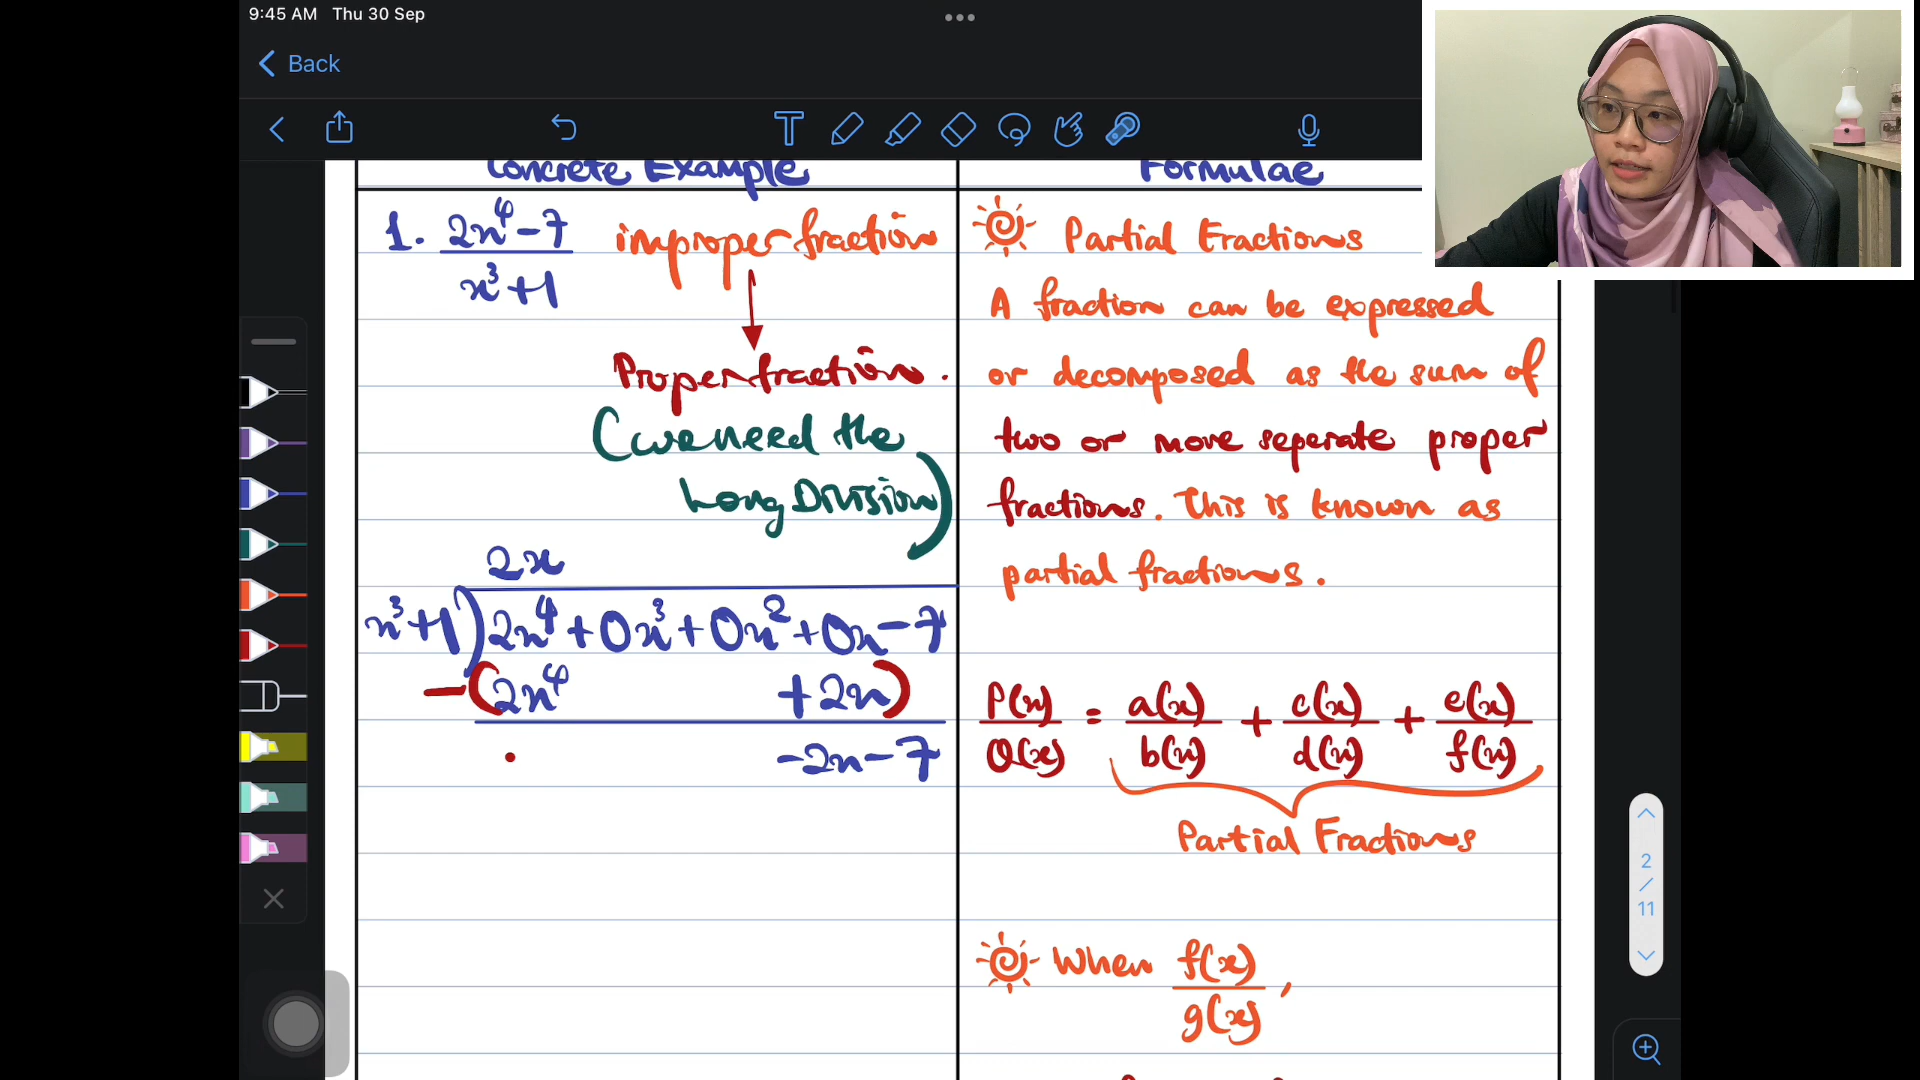 9:45 AM Thu 30 Sep
Back
Concrete Example
1. 2x⁴-7 improper fraction
x³+1
Proper fraction.
(we need the
Long Division)
2x
x³+1)2x⁴+0x³+0x²+0x-7
-(2x⁴ +2x)
-2x-7
Formulae
Partial Fractions
A fraction can be expressed
or decomposed as the sum of
two or more seperate proper
fractions. This is known as
partial fractions.
P(x) = a(x) + c(x) + e(x)
Q(x) b(x) d(x) f(x)
Partial Fractions
When f(x) ,
g(x)
2
/
11